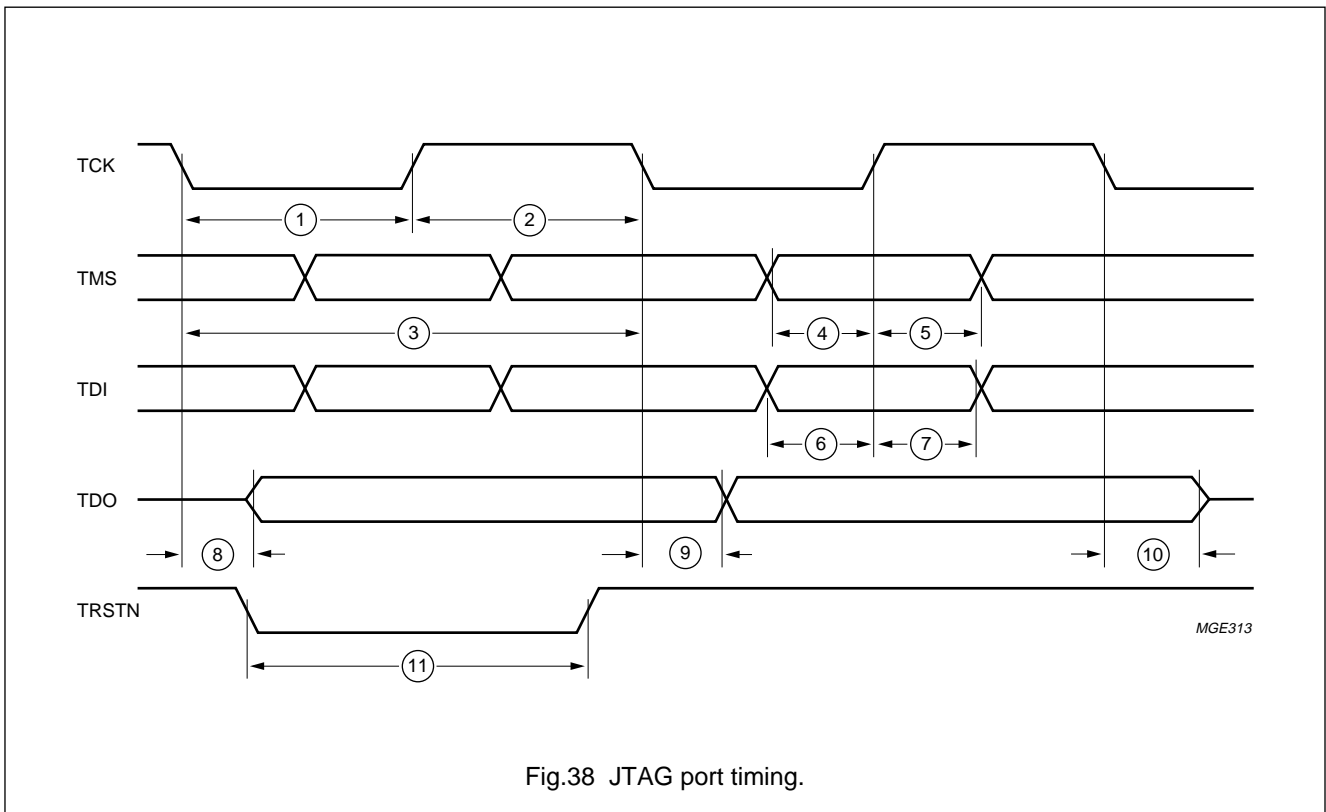 TCK
1 2
TMS
3 4 5
TDI
6 7
TDO
8 9 10
TRSTN
MGE313
11
Fig.38 JTAG port timing.